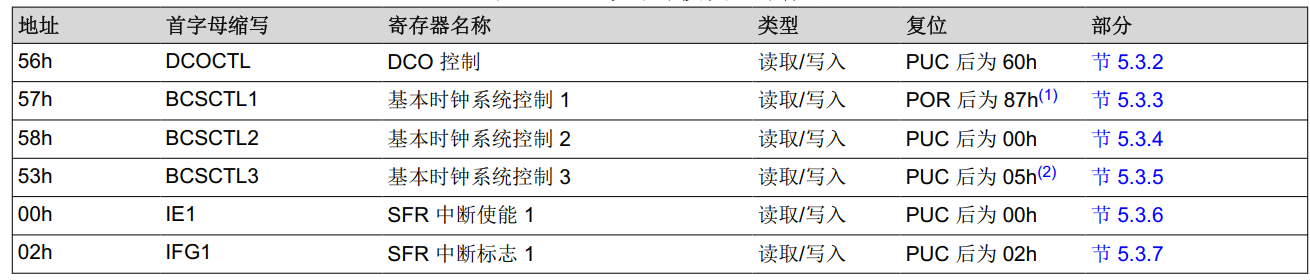 地址 首字母缩写 寄存器名称 类型 复位 部分
56h DCOCTL DCO 控制 读取/写入 PUC 后为 60h 节 5.3.2
57h BCSCTL1 基本时钟系统控制 1 读取/写入 POR 后为 87h(1) 节 5.3.3
58h BCSCTL2 基本时钟系统控制 2 读取/写入 PUC 后为 00h 节 5.3.4
53h BCSCTL3 基本时钟系统控制 3 读取/写入 PUC 后为 05h(2) 节 5.3.5
00h IE1 SFR 中断使能 1 读取/写入 PUC 后为 00h 节 5.3.6
02h IFG1 SFR 中断标志 1 读取/写入 PUC 后为 02h 节 5.3.7